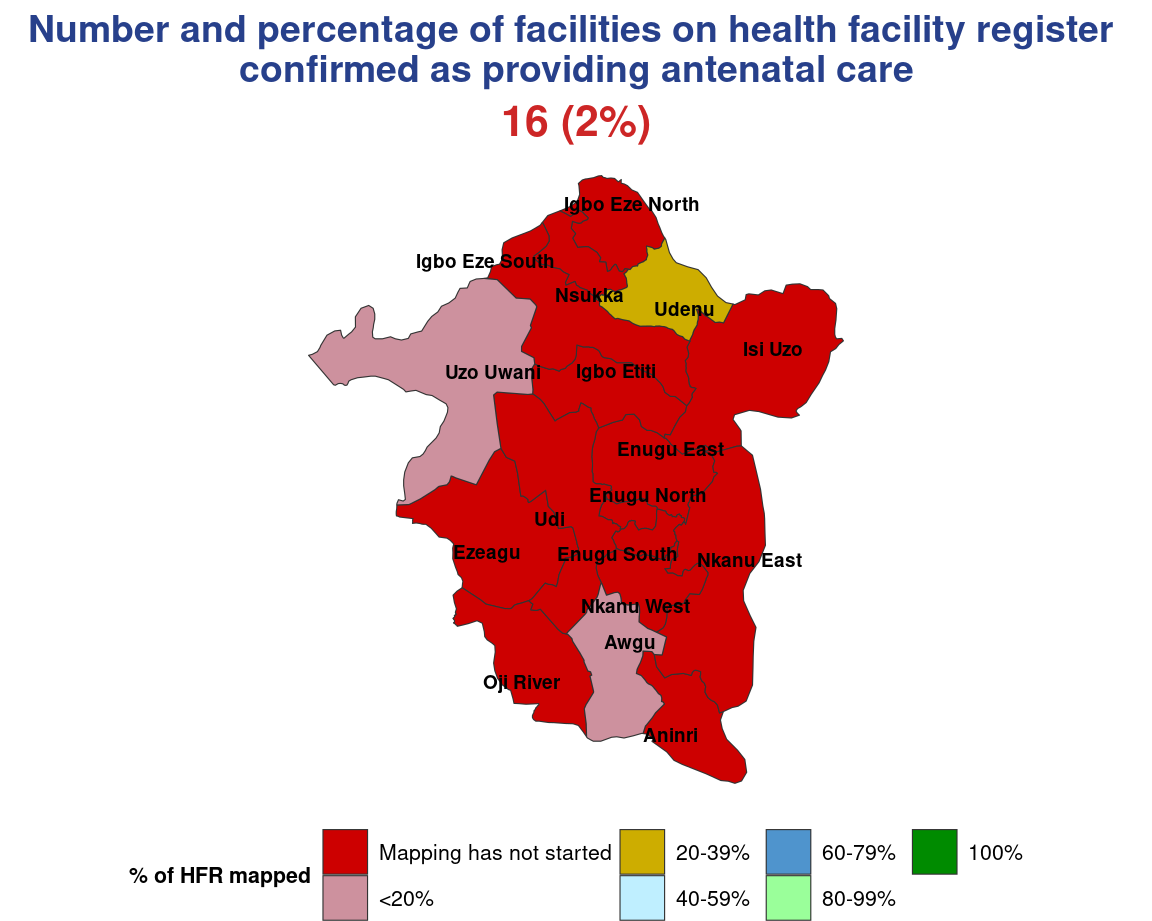 Number and percentage of facilities on health facility register
confirmed as providing antenatal care
16 (2%)
Igbo Eze North
Igbo Eze South
Nsukka
Udenu
Isi Uzo
Uzo Uwani
Igbo Etiti
Enugu East
Enugu North
Udi
Ezeagu
Enugu South
Nkanu East
Nkanu West
Awgu
Oji River
Aninri
% of HFR mapped
Mapping has not started
<20%
20-39%
40-59%
60-79%
80-99%
100%